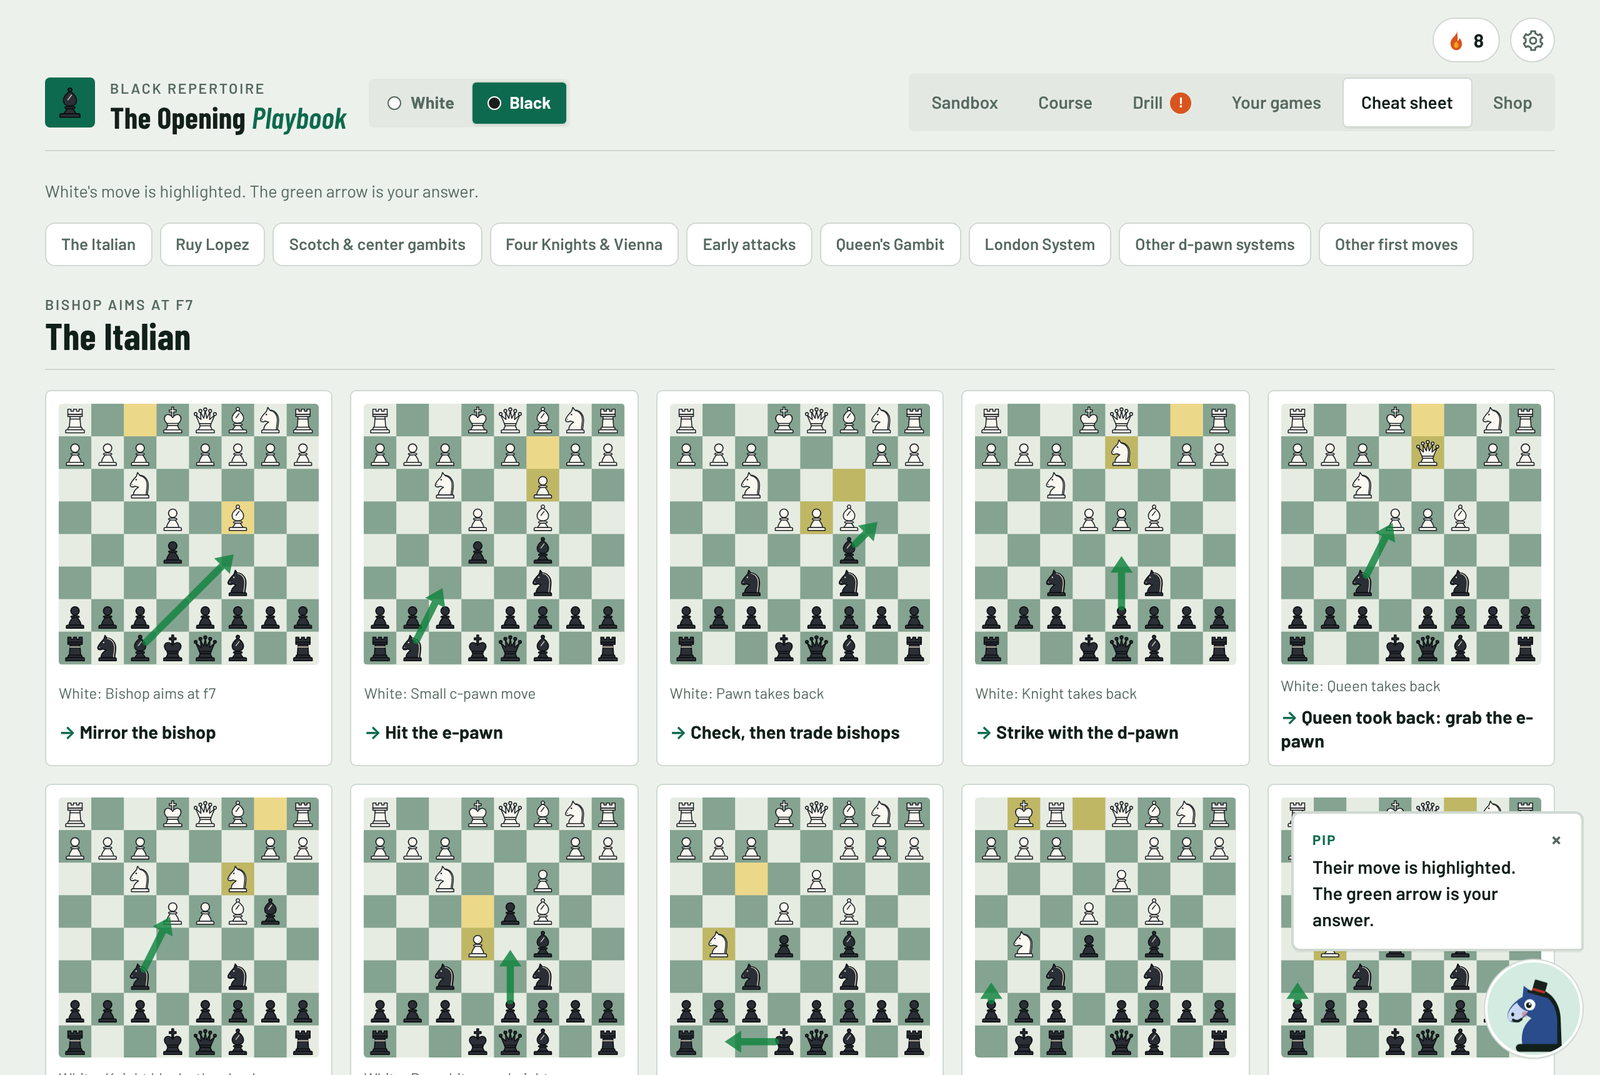 8
BLACK REPERTOIRE
The Opening Playbook
White
Black
Sandbox
Course
Drill !
Your games
Cheat sheet
Shop
White's move is highlighted. The green arrow is your answer.
The Italian
Ruy Lopez
Scotch & center gambits
Four Knights & Vienna
Early attacks
Queen's Gambit
London System
Other d-pawn systems
Other first moves
BISHOP AIMS AT F7
The Italian
White: Bishop aims at f7
→ Mirror the bishop
White: Small c-pawn move
→ Hit the e-pawn
White: Pawn takes back
→ Check, then trade bishops
White: Knight takes back
→ Strike with the d-pawn
White: Queen takes back
→ Queen took back: grab the e-
pawn
PIP
×
Their move is highlighted.
The green arrow is your
answer.